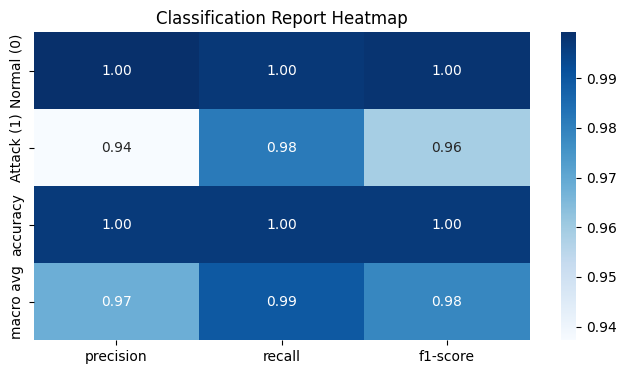 Classification Report Heatmap
Normal (0) 1.00 1.00 1.00
Attack (1) 0.94 0.98 0.96
accuracy 1.00 1.00 1.00
macro avg 0.97 0.99 0.98
precision recall f1-score
0.99
0.98
0.97
0.96
0.95
0.94